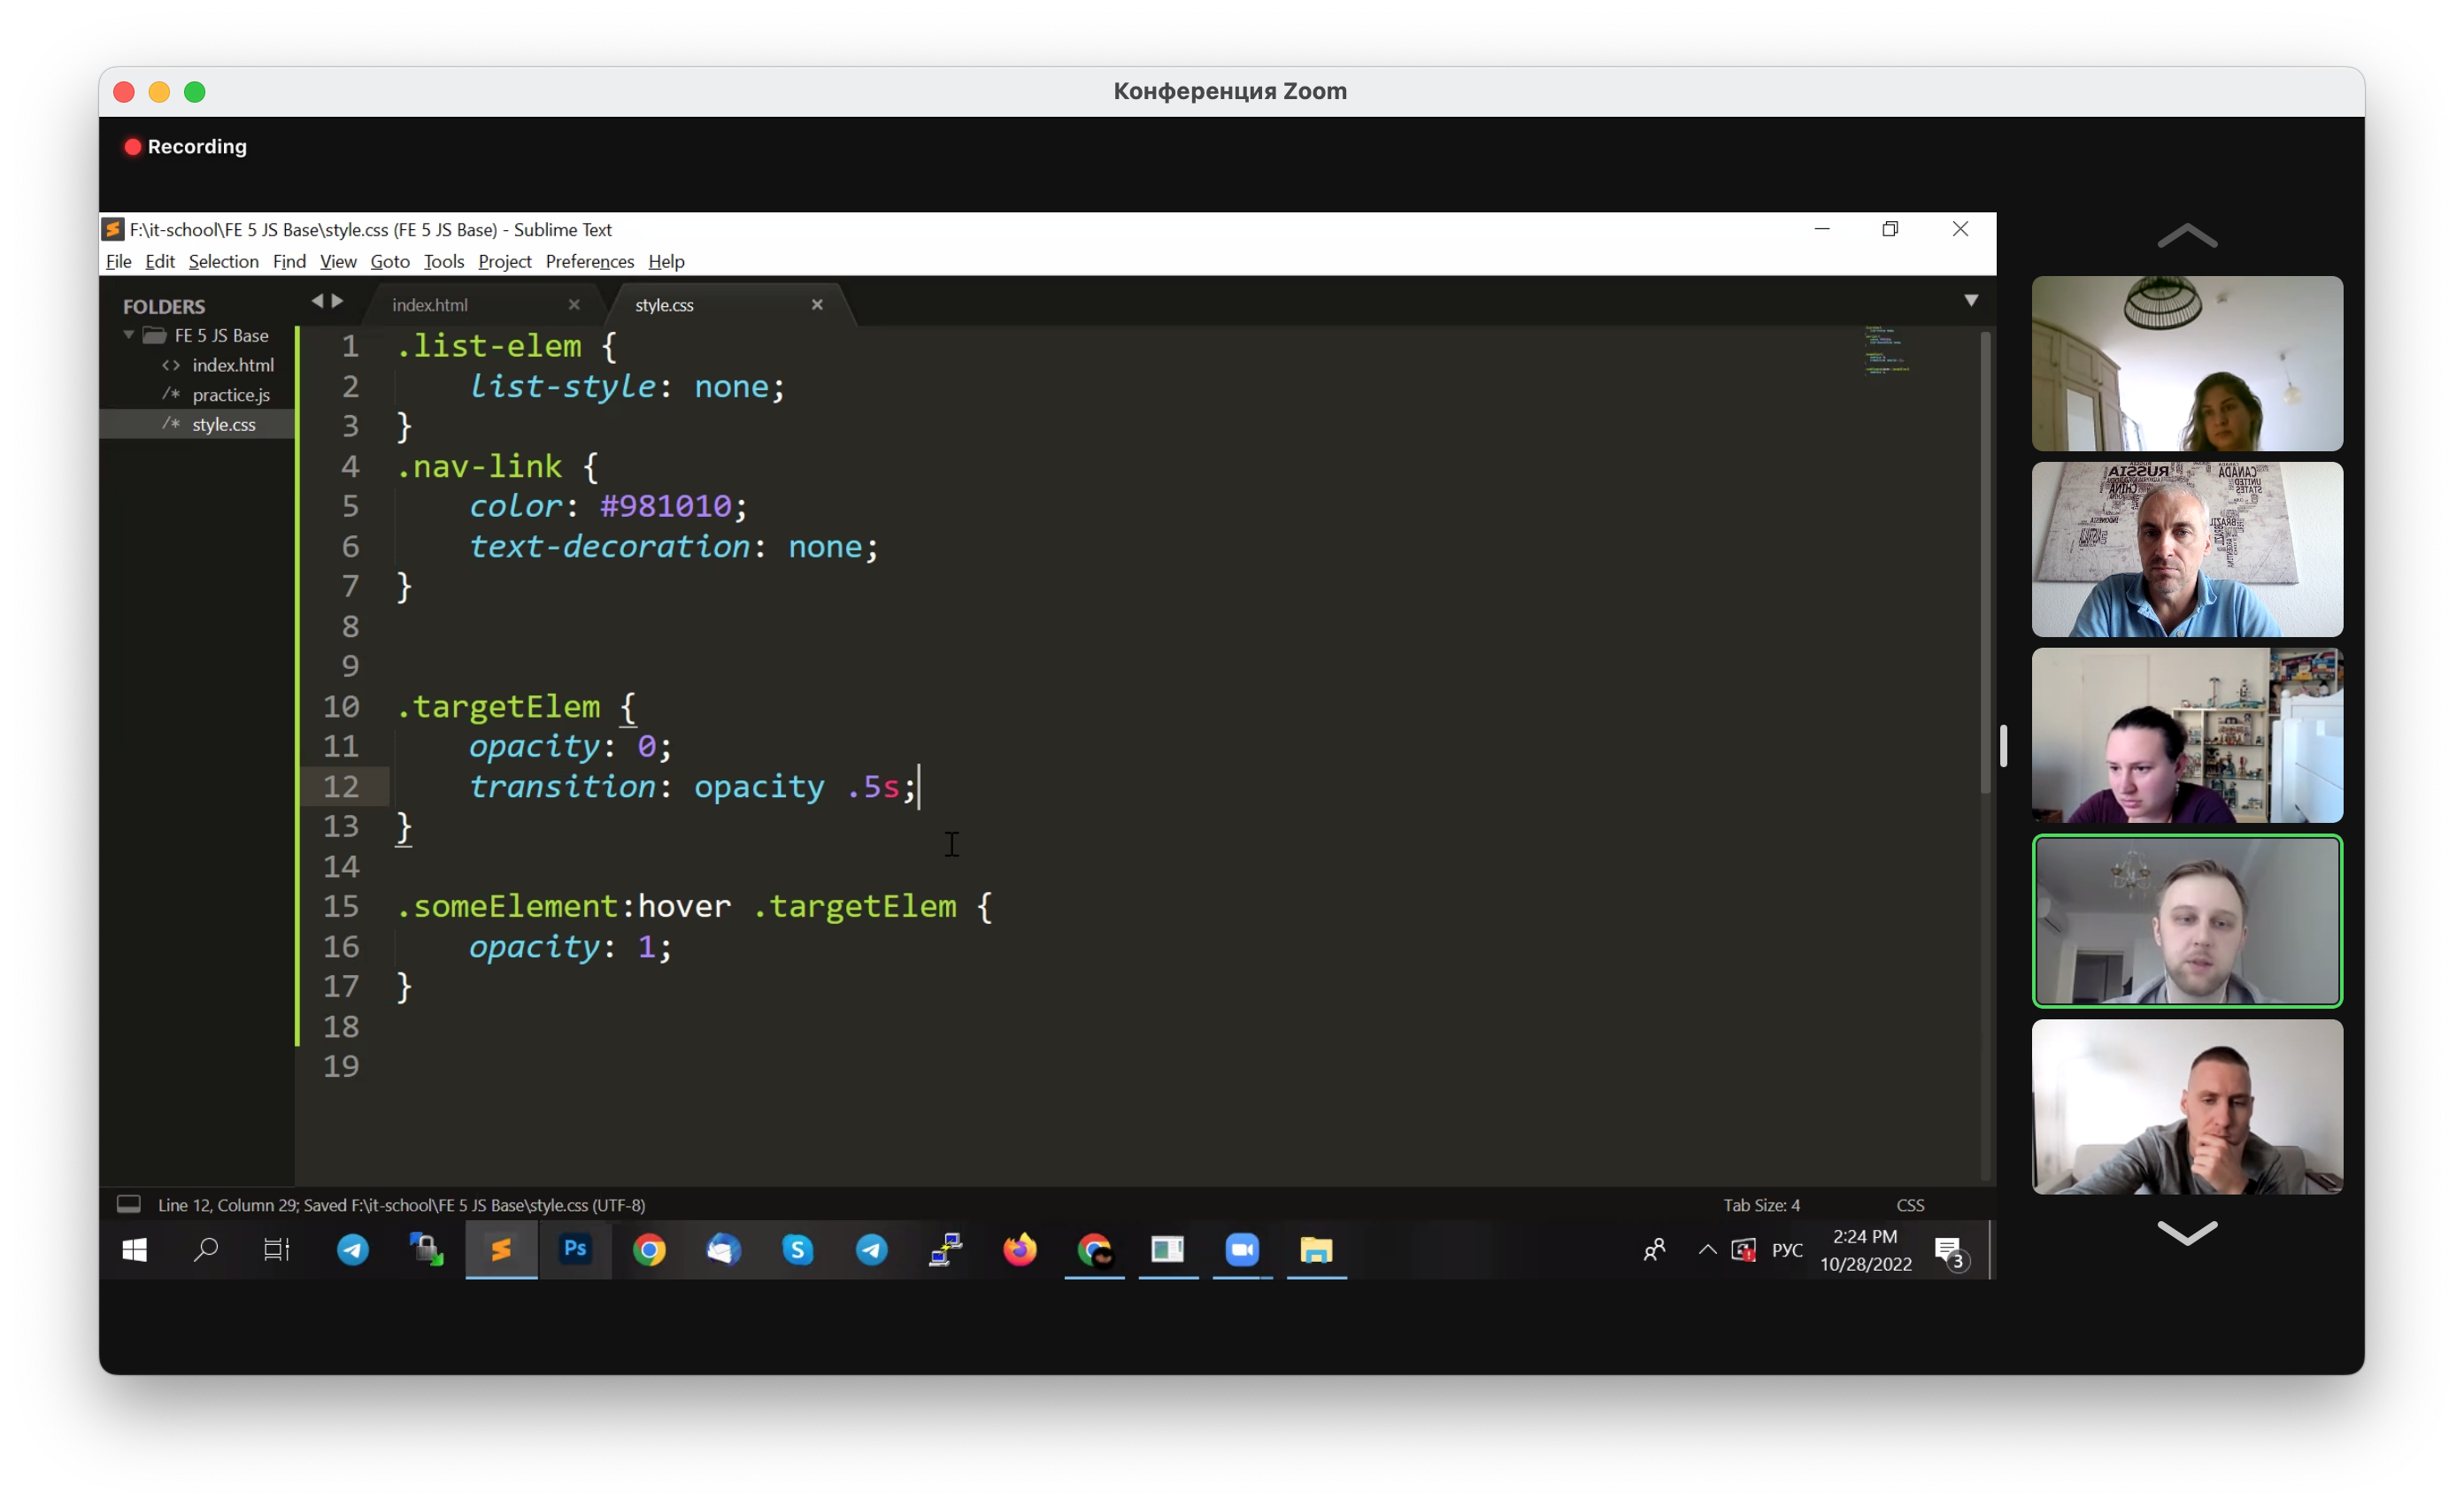 Конференция Zoom
Recording
F:\it-school\FE 5 JS Base\style.css (FE 5 JS Base) - Sublime Text
File Edit Selection Find View Goto Tools Project Preferences Help
FOLDERS
FE 5 JS Base
<> index.html
/* practice.js
/* style.css
index.html
style.css
1 .list-elem {
2 list-style: none;
3 }
4 .nav-link {
5 color: #981010;
6 text-decoration: none;
7 }
8
9
10 .targetElem {
11 opacity: 0;
12 transition: opacity .5s;
13 }
14
15 .someElement:hover .targetElem {
16 opacity: 1;
17 }
18
19
RUSSIA
CANADA
UNITED
STATES
CHINA
BRAZIL
INDONESIA
Line 12, Column 29; Saved F:\it-school\FE 5 JS Base\style.css (UTF-8)
Tab Size: 4
CSS
Ps
S
РУС
2:24 PM
10/28/2022
3